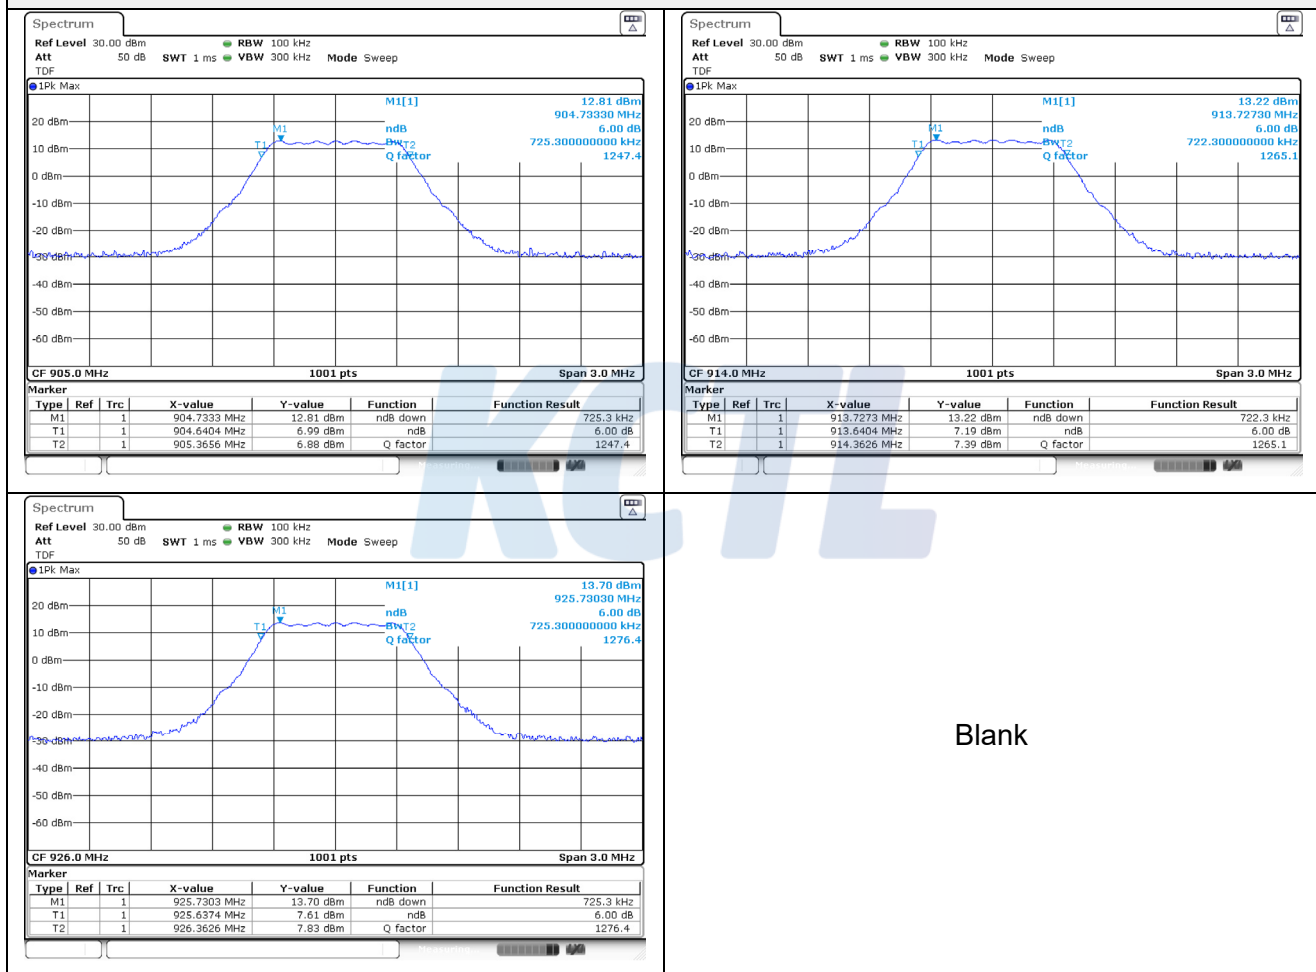 Spectrum
Ref Level 30.00 dBm RBW 100 kHz
Att 50 dB SWT 1 ms VBW 300 kHz Mode Sweep
TDF
1Pk Max
M1[1] 12.81 dBm
904.73330 MHz
ndB 6.00 dB
Bw 725.300000000 kHz
Q factor 1247.4
M1
T1
T2
20 dBm
10 dBm
0 dBm
-10 dBm
-20 dBm
-30 dBm
-40 dBm
-50 dBm
-60 dBm
CF 905.0 MHz 1001 pts Span 3.0 MHz
Marker
Type Ref Trc X-value Y-value Function Function Result
M1 1 904.7333 MHz 12.81 dBm ndB down 725.3 kHz
T1 1 904.6404 MHz 6.99 dBm ndB 6.00 dB
T2 1 905.3656 MHz 6.88 dBm Q factor 1247.4
Measuring
Spectrum
Ref Level 30.00 dBm RBW 100 kHz
Att 50 dB SWT 1 ms VBW 300 kHz Mode Sweep
TDF
1Pk Max
M1[1] 13.22 dBm
913.72730 MHz
ndB 6.00 dB
Bw 722.300000000 kHz
Q factor 1265.1
M1
T1
T2
20 dBm
10 dBm
0 dBm
-10 dBm
-20 dBm
-30 dBm
-40 dBm
-50 dBm
-60 dBm
CF 914.0 MHz 1001 pts Span 3.0 MHz
Marker
Type Ref Trc X-value Y-value Function Function Result
M1 1 913.7273 MHz 13.22 dBm ndB down 722.3 kHz
T1 1 913.6404 MHz 7.19 dBm ndB 6.00 dB
T2 1 914.3626 MHz 7.39 dBm Q factor 1265.1
Measuring
KCTL
Spectrum
Ref Level 30.00 dBm RBW 100 kHz
Att 50 dB SWT 1 ms VBW 300 kHz Mode Sweep
TDF
1Pk Max
M1[1] 13.70 dBm
925.73030 MHz
ndB 6.00 dB
Bw 725.300000000 kHz
Q factor 1276.4
M1
T1
T2
20 dBm
10 dBm
0 dBm
-10 dBm
-20 dBm
-30 dBm
-40 dBm
-50 dBm
-60 dBm
CF 926.0 MHz 1001 pts Span 3.0 MHz
Marker
Type Ref Trc X-value Y-value Function Function Result
M1 1 925.7303 MHz 13.70 dBm ndB down 725.3 kHz
T1 1 925.6374 MHz 7.61 dBm ndB 6.00 dB
T2 1 926.3626 MHz 7.83 dBm Q factor 1276.4
Measuring
Blank